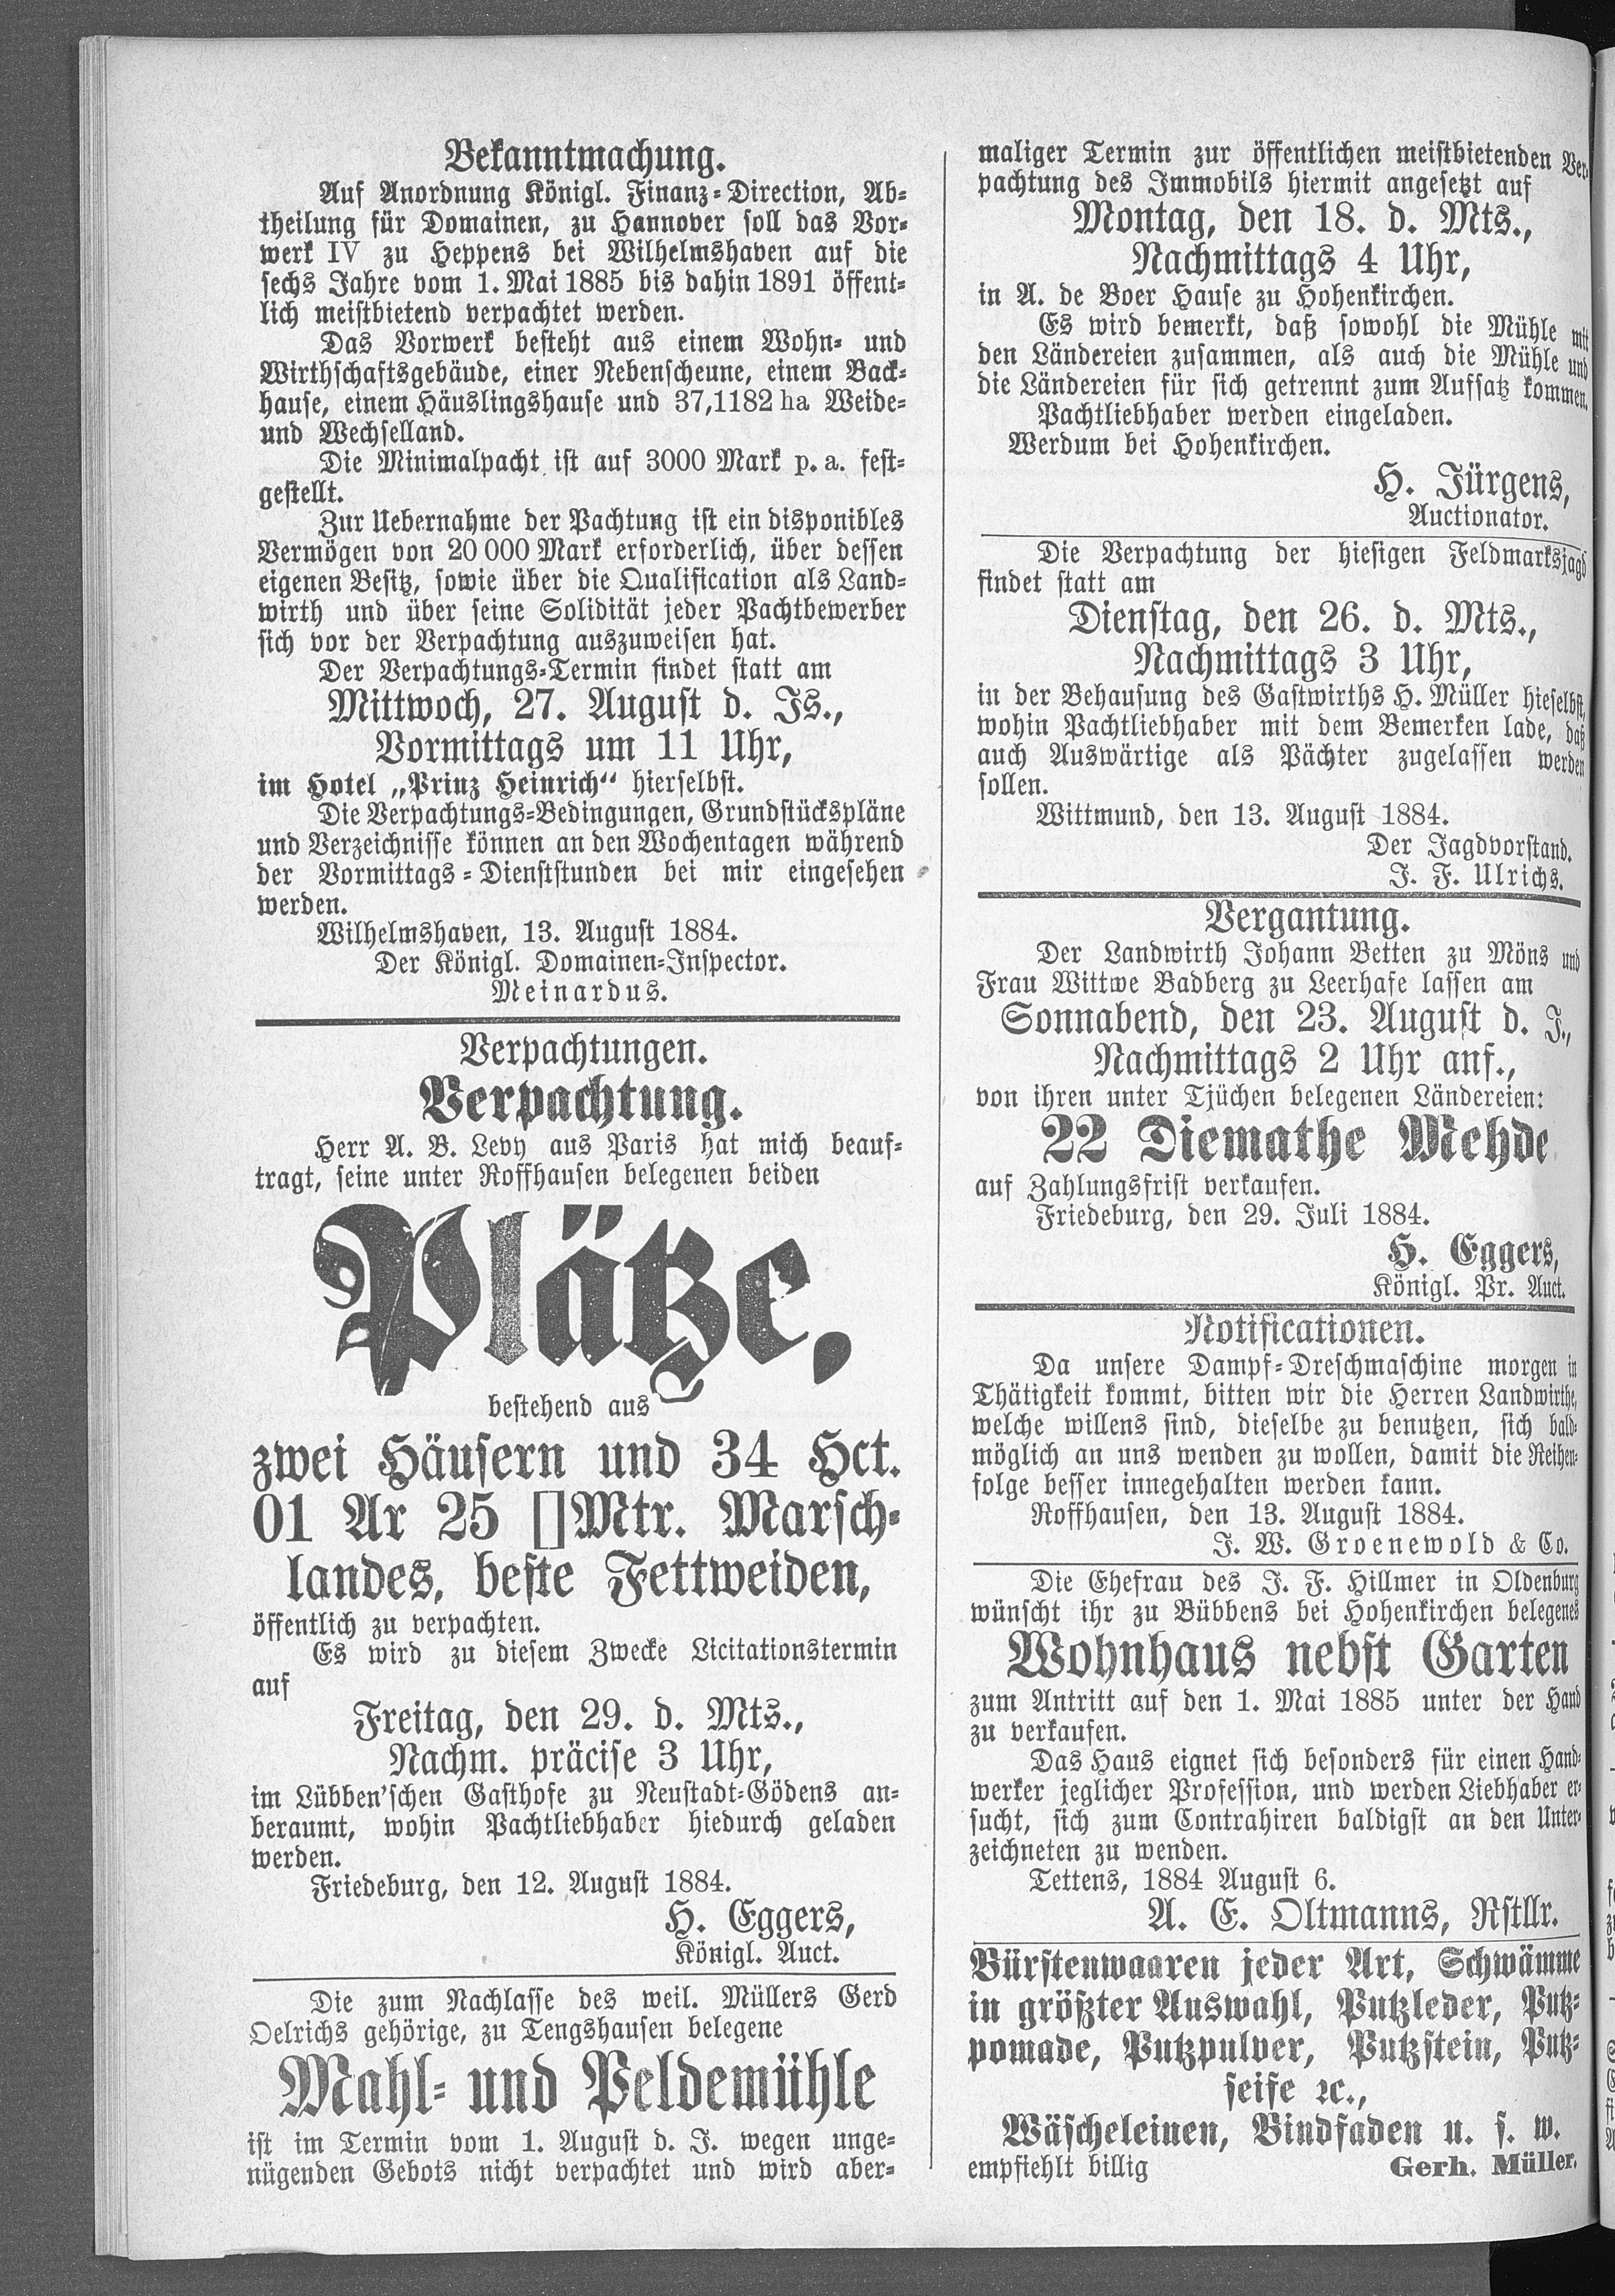 Bekanntmachung.
Auf Anordnung Königl. Finanz-Direction, Ab-
theilung für Domainen, zu Hannover soll das Vor-
werk IV zu Heppens bei Wilhelmshaven auf die
sechs Jahre vom 1. Mai 1885 bis dahin 1891 öffent-
lich meistbietend verpachtet werden.
Das Vorwerk besteht aus einem Wohn- und
Wirthschaftsgebäude, einer Nebenscheune, einem Back-
hause, einem Häuslingshause und 37,1182 ha Weide-
und Wechselland.
Die Minimalpacht ist auf 3000 Mark p. a. fest-
gestellt.
Zur Uebernahme der Pachtung ist ein disponibles
Vermögen von 20 000 Mark erforderlich, über dessen
eigenen Besitz, sowie über die Qualification als Land-
wirth und über seine Solidität jeder Pachtbewerber
sich vor der Verpachtung auszuweisen hat.
Der Verpachtungs-Termin findet statt am
Mittwoch, 27. August d. Js.,
Vormittags um 11 Uhr,
im Hotel „Prinz Heinrich“ hierselbst.
Die Verpachtungs-Bedingungen, Grundstückspläne
und Verzeichnisse können an den Wochentagen während
der Vormittags-Dienststunden bei mir eingesehen
werden.
Wilhelmshaven, 13. August 1884.
Der Königl. Domainen-Inspector.
Meinardus.
Verpachtungen.
Verpachtung.
Herr A. B. Levy aus Paris hat mich beauf-
tragt, seine unter Roffhausen belegenen beiden
Plätze,
bestehend aus
zwei Häusern und 34 Hct.
01 Ar 25 []Mtr. Marsch-
landes, beste Fettweiden,
öffentlich zu verpachten.
Es wird zu diesem Zwecke Licitationstermin
auf
Freitag, den 29. d. Mts.,
Nachm. präcise 3 Uhr,
im Lübben'schen Gasthofe zu Neustadt-Gödens an-
beraumt, wohin Pachtliebhaber hiedurch geladen
werden.
Friedeburg, den 12. August 1884.
H. Eggers,
Königl. Auct.
Die zum Nachlasse des weil. Müllers Gerd
Oelrichs gehörige, zu Tengshausen belegene
Mahl- und Peldemühle
ist im Termin vom 1. August d. J. wegen unge-
nügenden Gebots nicht verpachtet und wird aber-
maliger Termin zur öffentlichen meistbietenden Ver-
pachtung des Immobils hiermit angesetzt auf
Montag, den 18. d. Mts.,
Nachmittags 4 Uhr,
in A. de Boer Hause zu Hohenkirchen.
Es wird bemerkt, daß sowohl die Mühle mit
den Ländereien zusammen, als auch die Mühle und
die Ländereien für sich getrennt zum Aufsatz kommen.
Pachtliebhaber werden eingeladen.
Werdum bei Hohenkirchen.
H. Jürgens,
Auctionator.
Die Verpachtung der hiesigen Feldmarksjagd
findet statt am
Dienstag, den 26. d. Mts.,
Nachmittags 3 Uhr,
in der Behausung des Gastwirths H. Müller hieselbst,
wohin Pachtliebhaber mit dem Bemerken lade, daß
auch Auswärtige als Pächter zugelassen werden
sollen.
Wittmund, den 13. August 1884.
Der Jagdvorstand.
J. F. Ulrichs.
Vergantung.
Der Landwirth Johann Betten zu Möns und
Frau Wittwe Badberg zu Leerhafe lassen am
Sonnabend, den 23. August d. J.,
Nachmittags 2 Uhr anf.,
von ihren unter Tjüchen belegenen Ländereien:
22 Diemathe Mehde
auf Zahlungsfrist verkaufen.
Friedeburg, den 29. Juli 1884.
H. Eggers,
Königl. Pr. Auct.
Notificationen.
Da unsere Dampf-Dreschmaschine morgen in
Thätigkeit kommt, bitten wir die Herren Landwirthe,
welche willens sind, dieselbe zu benutzen, sich bald-
möglich an uns wenden zu wollen, damit die Reihen-
folge besser innegehalten werden kann.
Roffhausen, den 13. August 1884.
J. W. Groenewold & Co.
Die Ehefrau des J. F. Hillmer in Oldenburg
wünscht ihr zu Bübbens bei Hohenkirchen belegenes
Wohnhaus nebst Garten
zum Antritt auf den 1. Mai 1885 unter der Hand
zu verkaufen.
Das Haus eignet sich besonders für einen Hand-
werker jeglicher Profession, und werden Liebhaber er-
sucht, sich zum Contrahiren baldigst an den Unter-
zeichneten zu wenden.
Tettens, 1884 August 6.
A. E. Oltmanns, Rstllr.
Bürstenwaaren jeder Art, Schwämme
in größter Auswahl, Putzleder, Putz-
pomade, Putzpulver, Putzstein, Putz-
seife ꝛc.,
Wäscheleinen, Bindfaden u. s. w.
empfiehlt billig Gerh. Müller.